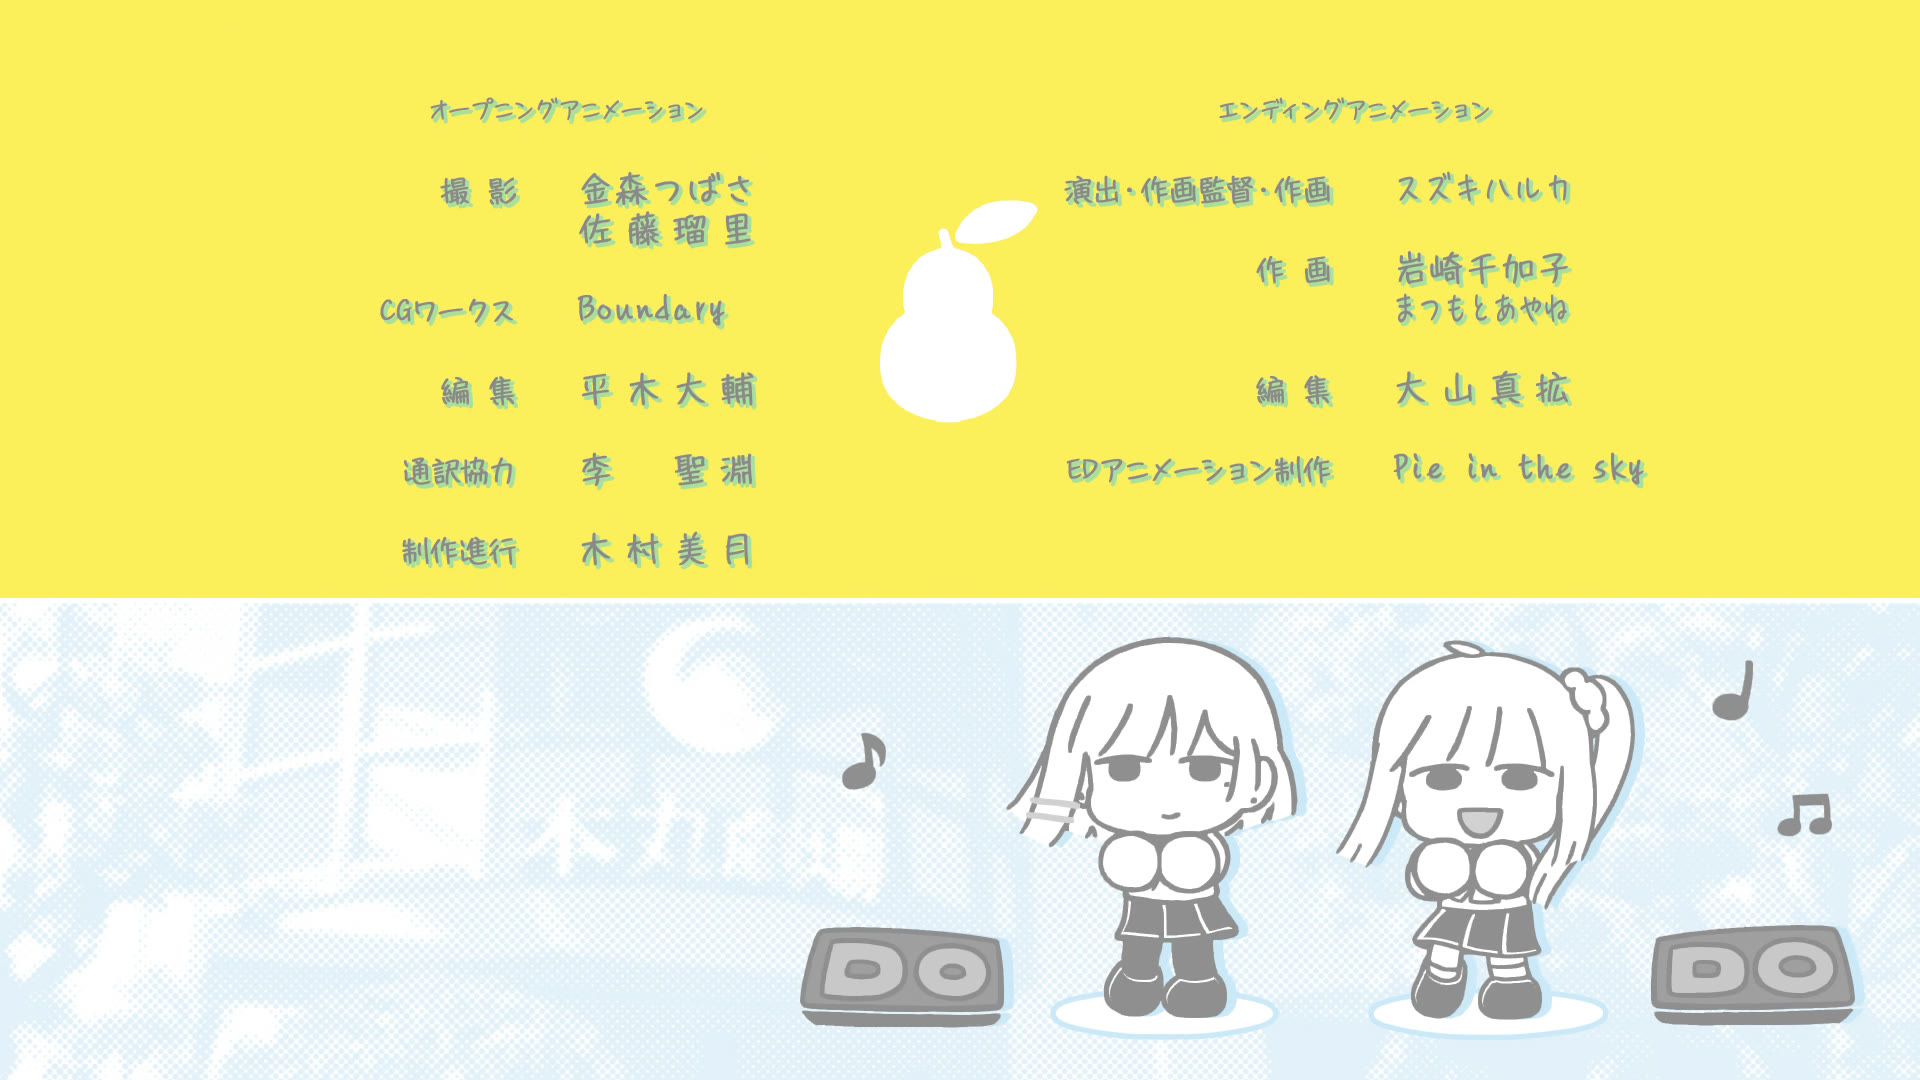 オープニングアニメーション
撮影 金森つばさ
佐藤瑠里
CGワークス Boundary
編集 平木大輔
通訳協力 李 聖淵
制作進行 木村美月
エンディングアニメーション
演出・作画監督・作画 スズキハルカ
作画 岩崎千加子
まつもとあやね
編集 大山真拡
EDアニメーション制作 Pie in the sky
DO
DO